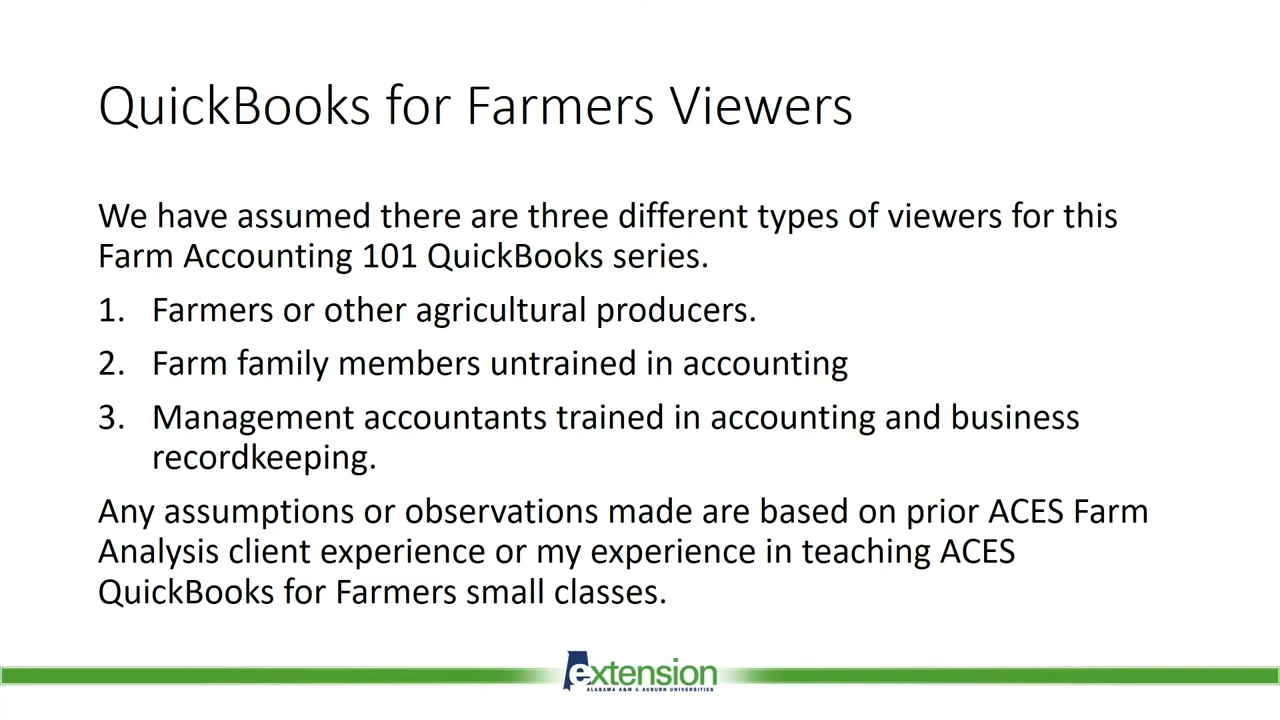 QuickBooks for Farmers Viewers
We have assumed there are three different types of viewers for this
Farm Accounting 101 QuickBooks series.
1. Farmers or other agricultural producers.
2. Farm family members untrained in accounting
3. Management accountants trained in accounting and business
recordkeeping.
Any assumptions or observations made are based on prior ACES Farm
Analysis client experience or my experience in teaching ACES
QuickBooks for Farmers small classes.
extension
ALABAMA A&M & AUBURN UNIVERSITIES